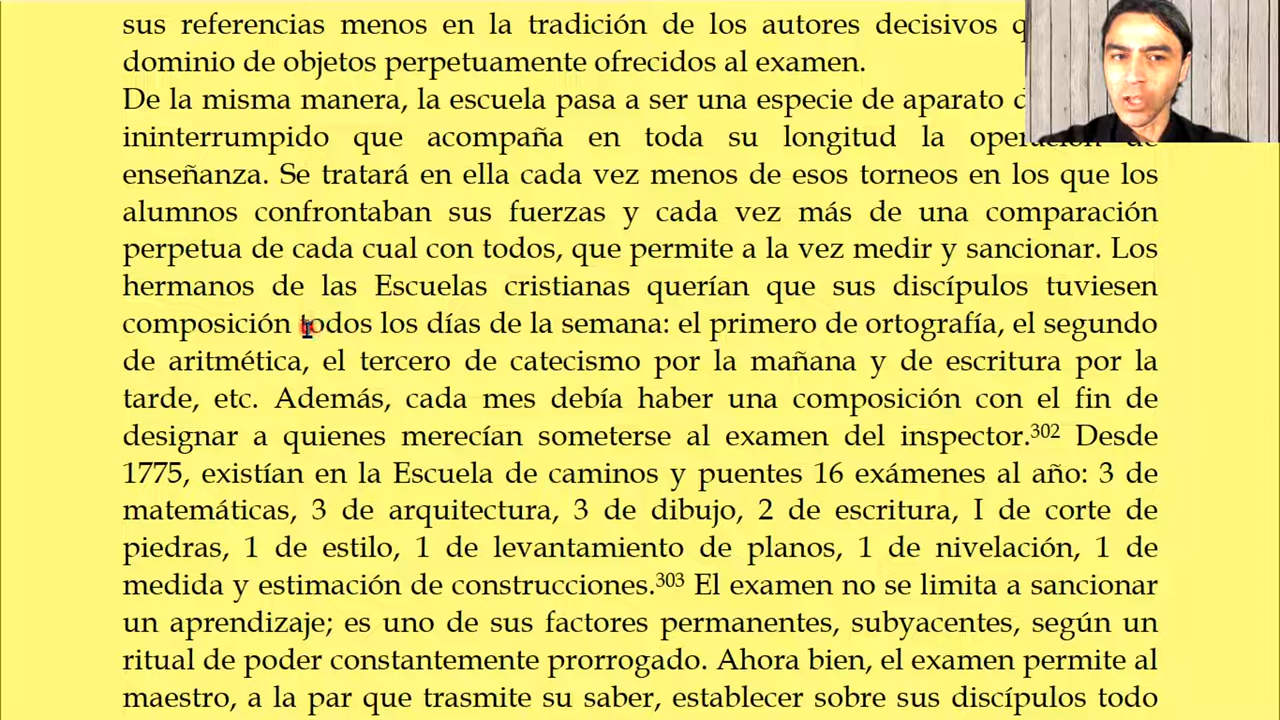 sus referencias menos en la tradición de los autores decisivos
dominio de objetos perpetuamente ofrecidos al examen.
De la misma manera, la escuela pasa a ser una especie de aparato
ininterrumpido que acompaña en toda su longitud la operación de
enseñanza. Se tratará en ella cada vez menos de esos torneos en los que los
alumnos confrontaban sus fuerzas y cada vez más de una comparación
perpetua de cada cual con todos, que permite a la vez medir y sancionar. Los
hermanos de las Escuelas cristianas querían que sus discípulos tuviesen
composición todos los días de la semana: el primero de ortografía, el segundo
de aritmética, el tercero de catecismo por la mañana y de escritura por la
tarde, etc. Además, cada mes debía haber una composición con el fin de
designar a quienes merecían someterse al examen del inspector.³⁰² Desde
1775, existían en la Escuela de caminos y puentes 16 exámenes al año: 3 de
matemáticas, 3 de arquitectura, 3 de dibujo, 2 de escritura, I de corte de
piedras, 1 de estilo, 1 de levantamiento de planos, 1 de nivelación, 1 de
medida y estimación de construcciones.³⁰³ El examen no se limita a sancionar
un aprendizaje; es uno de sus factores permanentes, subyacentes, según un
ritual de poder constantemente prorrogado. Ahora bien, el examen permite al
maestro, a la par que trasmite su saber, establecer sobre sus discípulos todo